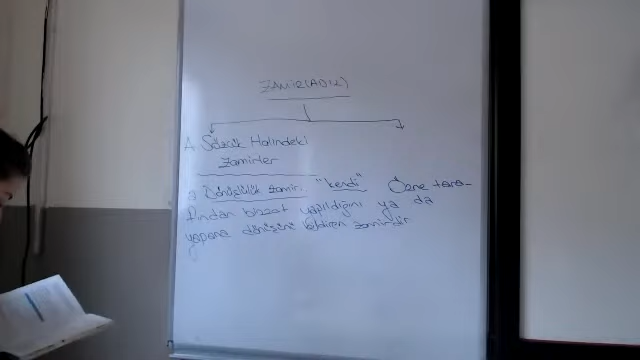 ZAMİR(ADIL)
A. Sözcük Halindeki
Zamirler
a Dönüşlülük zamiri "kendi" Özne tara-
fından bizzat yapıldığını ya da
yapana dönüşünü bildiren zamirdir